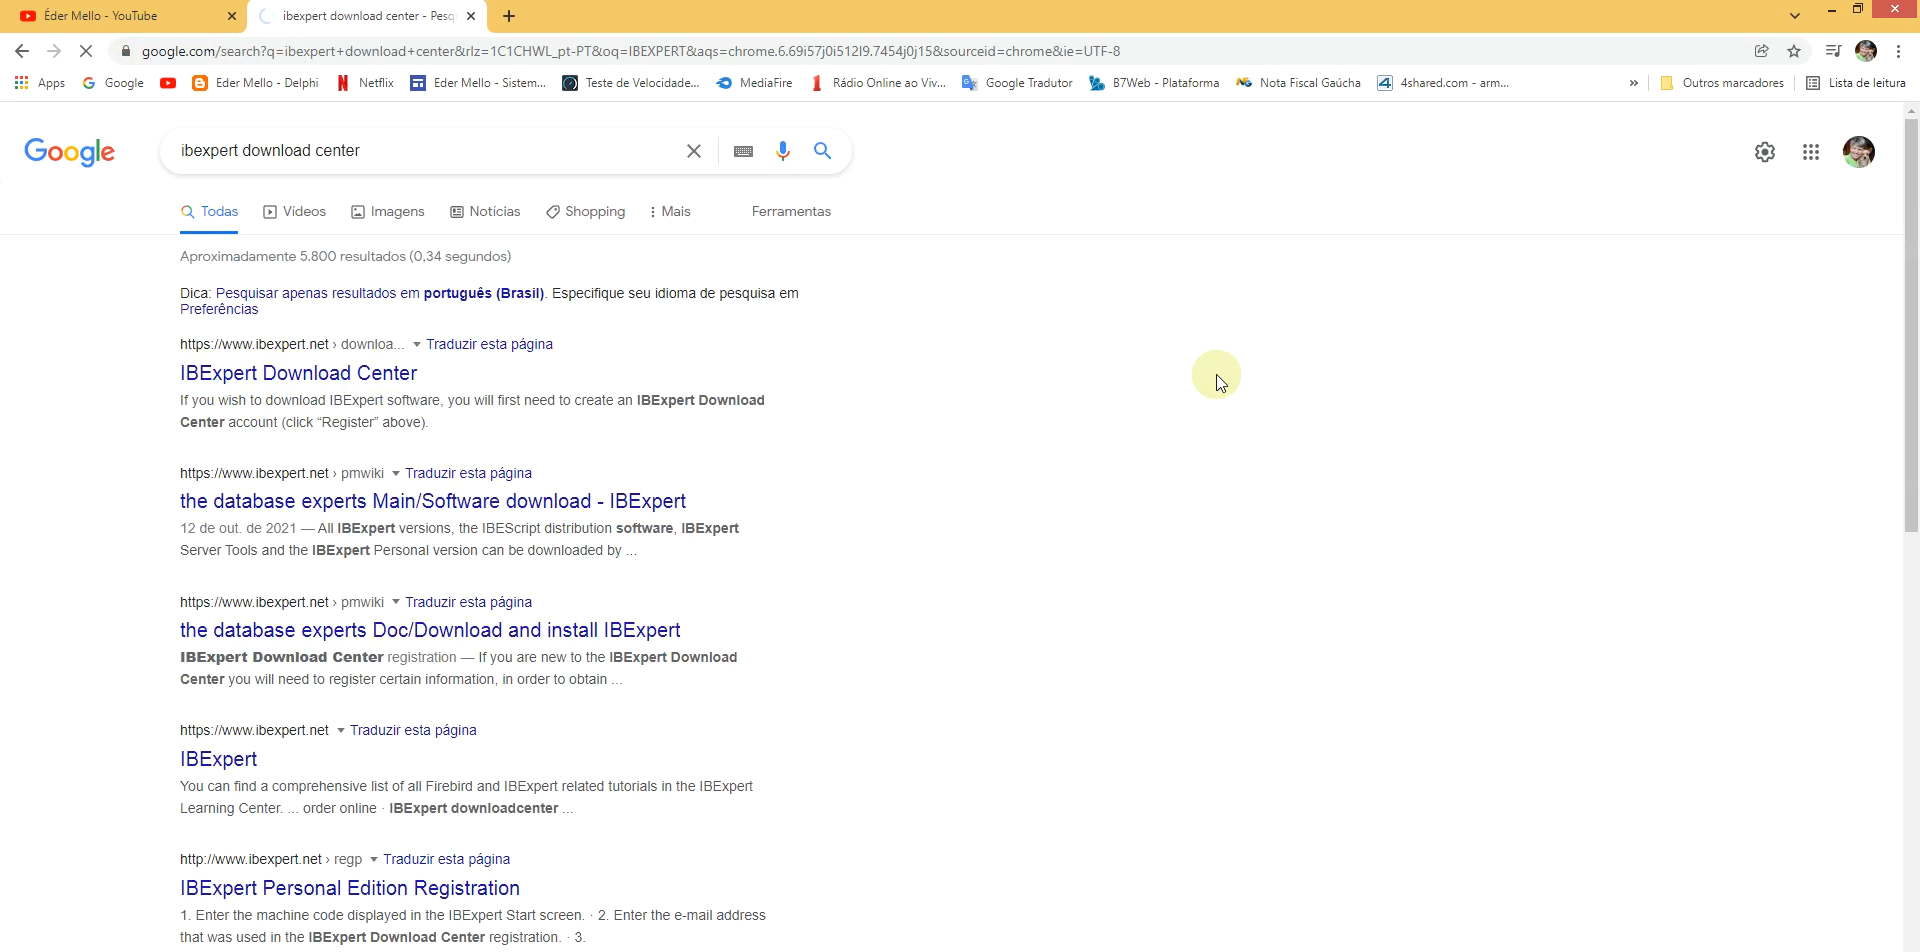 Éder Mello - YouTube
ibexpert download center - Pesq
google.com/search?q=ibexpert+download+center&rlz=1C1CHWL_pt-PT&oq=IBEXPERT&aqs=chrome.6.69i57j0i512l9.7454j0j15&sourceid=chrome&ie=UTF-8
Apps Google Eder Mello - Delphi Netflix Eder Mello - Sistem... Teste de Velocidade... MediaFire Rádio Online ao Viv... Google Tradutor B7Web - Plataforma Nota Fiscal Gaúcha 4shared.com - arm... » Outros marcadores Lista de leitura
Google
ibexpert download center
Todas Vídeos Imagens Notícias Shopping Mais Ferramentas
Aproximadamente 5.800 resultados (0,34 segundos)
Dica: Pesquisar apenas resultados em português (Brasil). Especifique seu idioma de pesquisa em
Preferências
https://www.ibexpert.net › downloa... Traduzir esta página
IBExpert Download Center
If you wish to download IBExpert software, you will first need to create an IBExpert Download
Center account (click “Register” above).
https://www.ibexpert.net › pmwiki Traduzir esta página
the database experts Main/Software download - IBExpert
12 de out. de 2021 — All IBExpert versions, the IBEScript distribution software, IBExpert
Server Tools and the IBExpert Personal version can be downloaded by ...
https://www.ibexpert.net › pmwiki Traduzir esta página
the database experts Doc/Download and install IBExpert
IBExpert Download Center registration — If you are new to the IBExpert Download
Center you will need to register certain information, in order to obtain ...
https://www.ibexpert.net Traduzir esta página
IBExpert
You can find a comprehensive list of all Firebird and IBExpert related tutorials in the IBExpert
Learning Center. ... order online · IBExpert downloadcenter ...
http://www.ibexpert.net › regp Traduzir esta página
IBExpert Personal Edition Registration
1. Enter the machine code displayed in the IBExpert Start screen. · 2. Enter the e-mail address
that was used in the IBExpert Download Center registration. · 3.